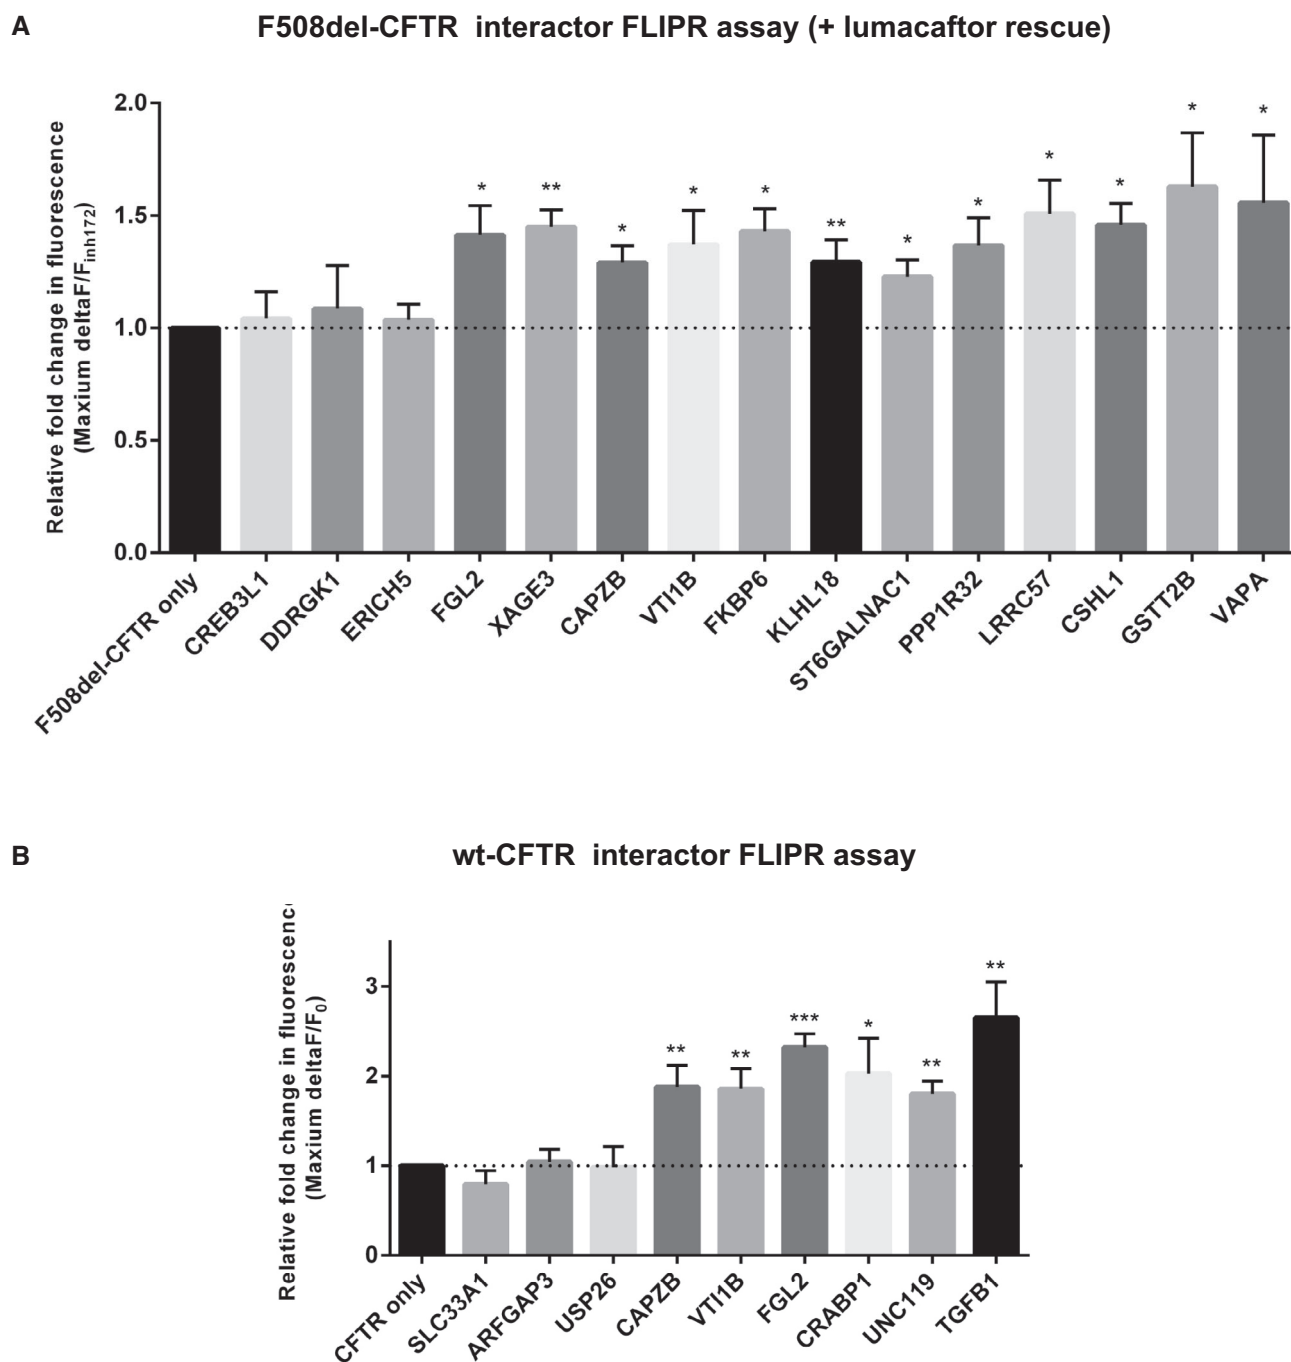 A
F508del-CFTR interactor FLIPR assay (+ lumacaftor rescue)
Relative fold change in fluorescence
(Maxium deltaF/Finh172)
2.0
1.5
1.0
0.5
0.0
*
**
*
*
*
**
*
*
*
*
*
*
F508del-CFTR only
CREB3L1
DDRGK1
ERICH5
FGL2
XAGE3
CAPZB
VTI1B
FKBP6
KLHL18
ST6GALNAC1
PPP1R32
LRRC57
CSHL1
GSTT2B
VAPA
B
wt-CFTR interactor FLIPR assay
Relative fold change in fluorescenc
(Maxium deltaF/F0)
3
2
1
0
**
**
***
*
**
**
CFTR only
SLC33A1
ARFGAP3
USP26
CAPZB
VTI1B
FGL2
CRABP1
UNC119
TGFB1